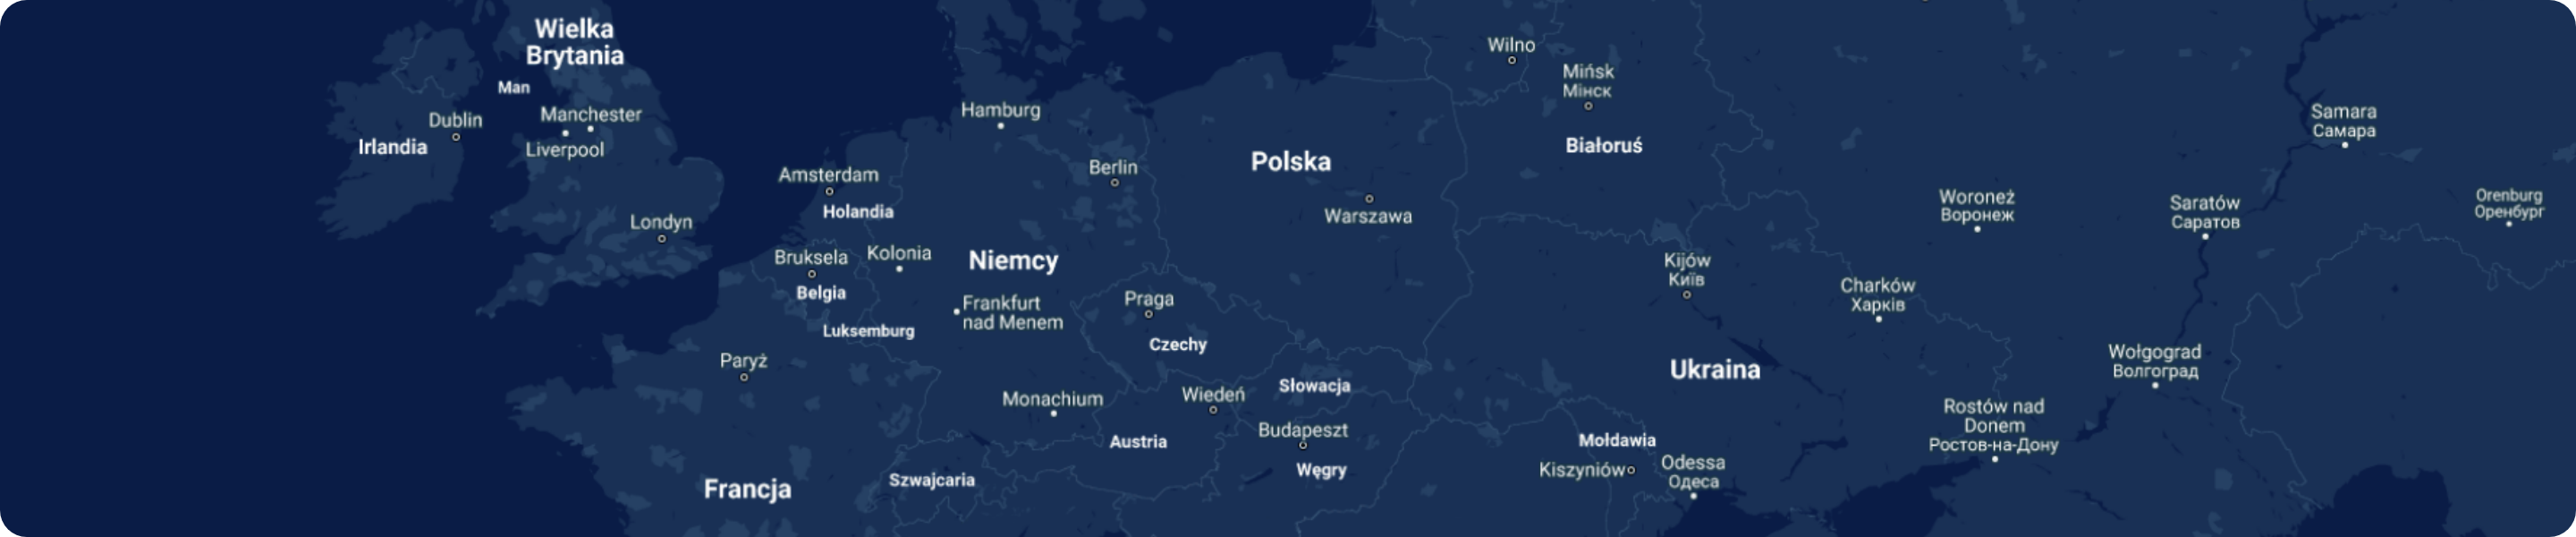 Wielka
Brytania
Man
Manchester
Dublin
Irlandia
Liverpool
Londyn
Hamburg
Amsterdam
Holandia
Berlin
Bruksela
Kolonia
Belgia
Niemcy
Frankfurt
nad Menem
Luksemburg
Paryż
Praga
Czechy
Monachium
Wiedeń
Słowacja
Austria
Budapeszt
Węgry
Szwajcaria
Francja
Polska
Warszawa
Wilno
Mińsk
Мінск
Białoruś
Kijów
Київ
Charków
Харків
Ukraina
Mołdawia
Kiszyniów
Odessa
Одеса
Woroneż
Воронеж
Saratów
Саратов
Samara
Самара
Orenburg
Оренбург
Wołgograd
Волгоград
Rostów nad
Donem
Ростов-на-Дону